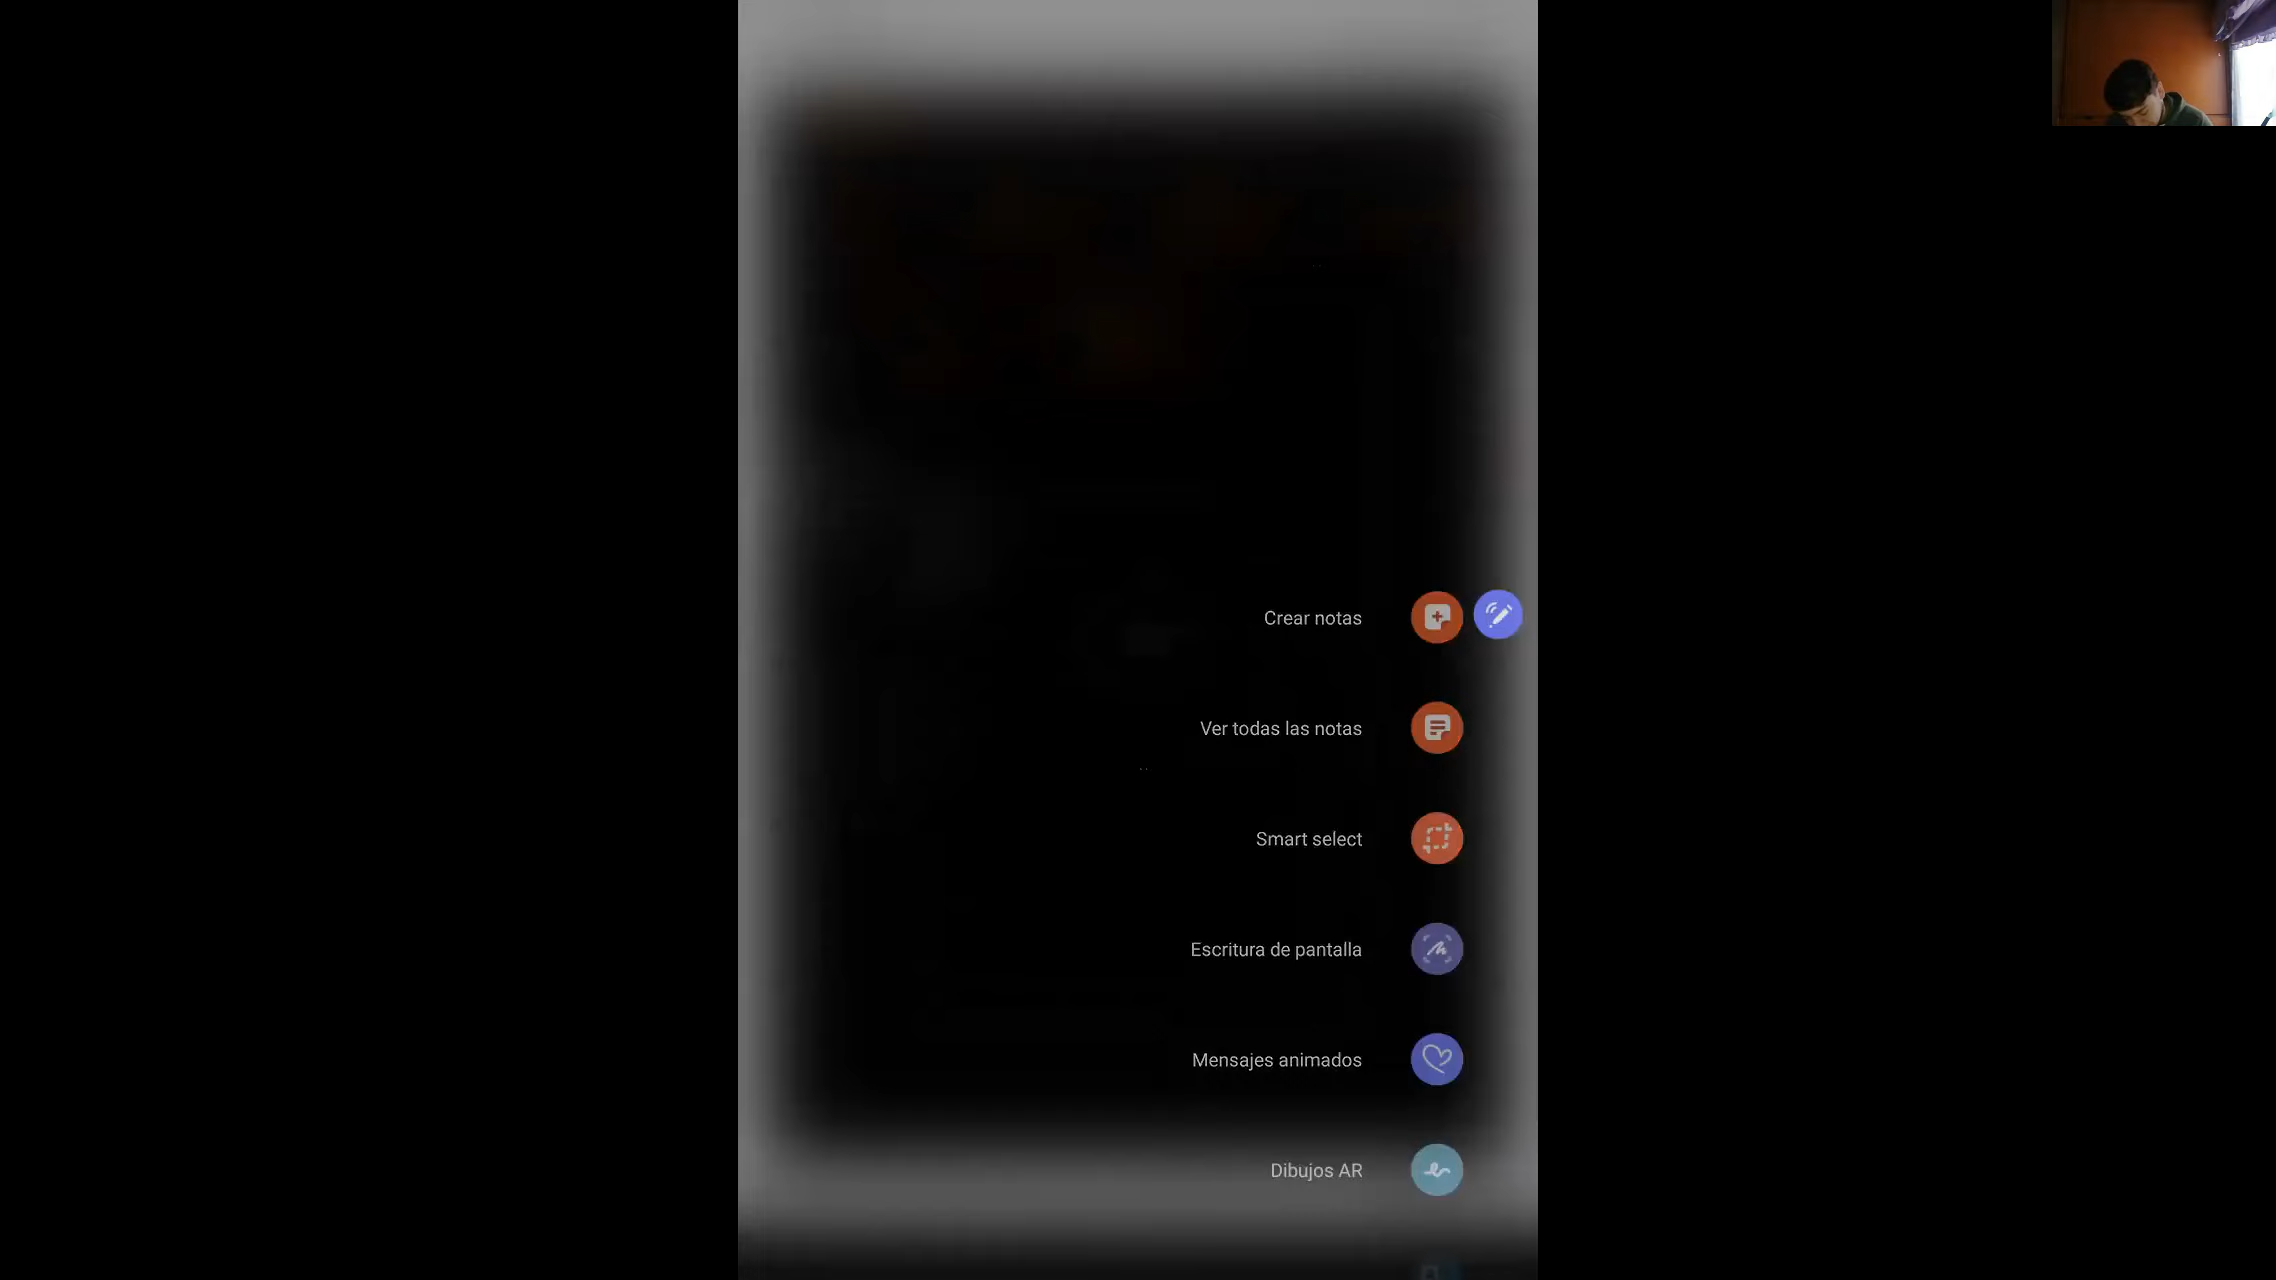 Crear notas
Ver todas las notas
Smart select
Escritura de pantalla
Mensajes animados
Dibujos AR